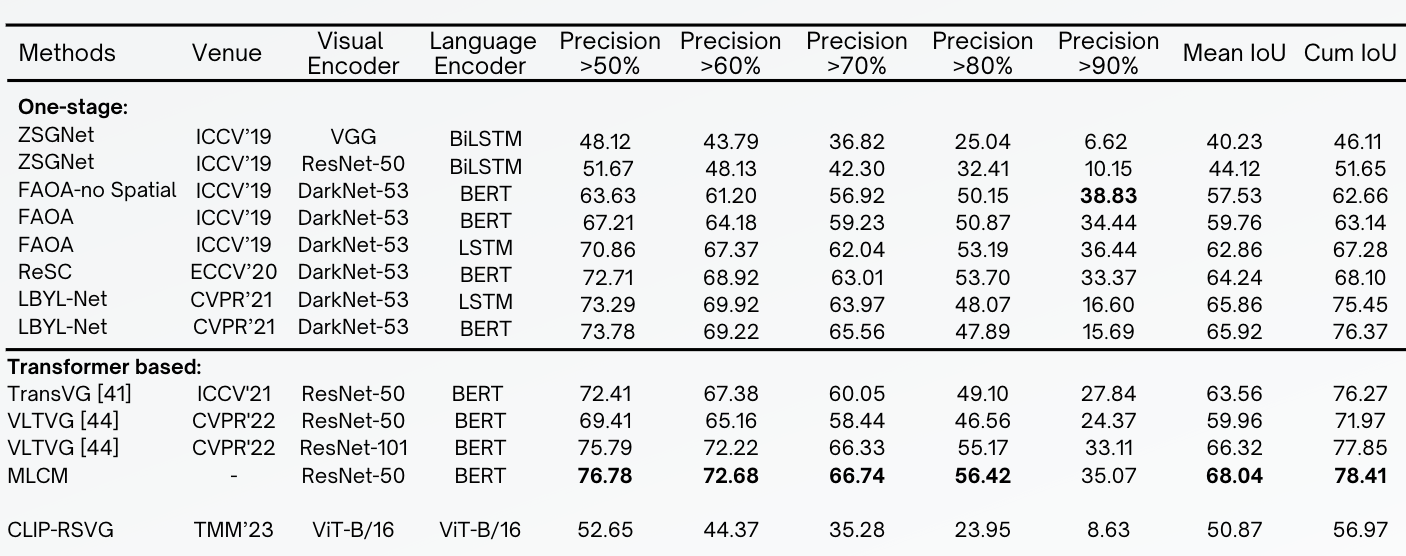 Methods Venue Visual Encoder Language Encoder Precision >50% Precision >60% Precision >70% Precision >80% Precision >90% Mean IoU Cum IoU
One-stage:
ZSGNet ICCV’19 VGG BiLSTM 48.12 43.79 36.82 25.04 6.62 40.23 46.11
ZSGNet ICCV’19 ResNet-50 BiLSTM 51.67 48.13 42.30 32.41 10.15 44.12 51.65
FAOA-no Spatial ICCV’19 DarkNet-53 BERT 63.63 61.20 56.92 50.15 38.83 57.53 62.66
FAOA ICCV’19 DarkNet-53 BERT 67.21 64.18 59.23 50.87 34.44 59.76 63.14
FAOA ICCV’19 DarkNet-53 LSTM 70.86 67.37 62.04 53.19 36.44 62.86 67.28
ReSC ECCV’20 DarkNet-53 BERT 72.71 68.92 63.01 53.70 33.37 64.24 68.10
LBYL-Net CVPR’21 DarkNet-53 LSTM 73.29 69.92 63.97 48.07 16.60 65.86 75.45
LBYL-Net CVPR’21 DarkNet-53 BERT 73.78 69.22 65.56 47.89 15.69 65.92 76.37
Transformer based:
TransVG [41] ICCV'21 ResNet-50 BERT 72.41 67.38 60.05 49.10 27.84 63.56 76.27
VLTVG [44] CVPR'22 ResNet-50 BERT 69.41 65.16 58.44 46.56 24.37 59.96 71.97
VLTVG [44] CVPR'22 ResNet-101 BERT 75.79 72.22 66.33 55.17 33.11 66.32 77.85
MLCM - ResNet-50 BERT 76.78 72.68 66.74 56.42 35.07 68.04 78.41
CLIP-RSVG TMM’23 ViT-B/16 ViT-B/16 52.65 44.37 35.28 23.95 8.63 50.87 56.97